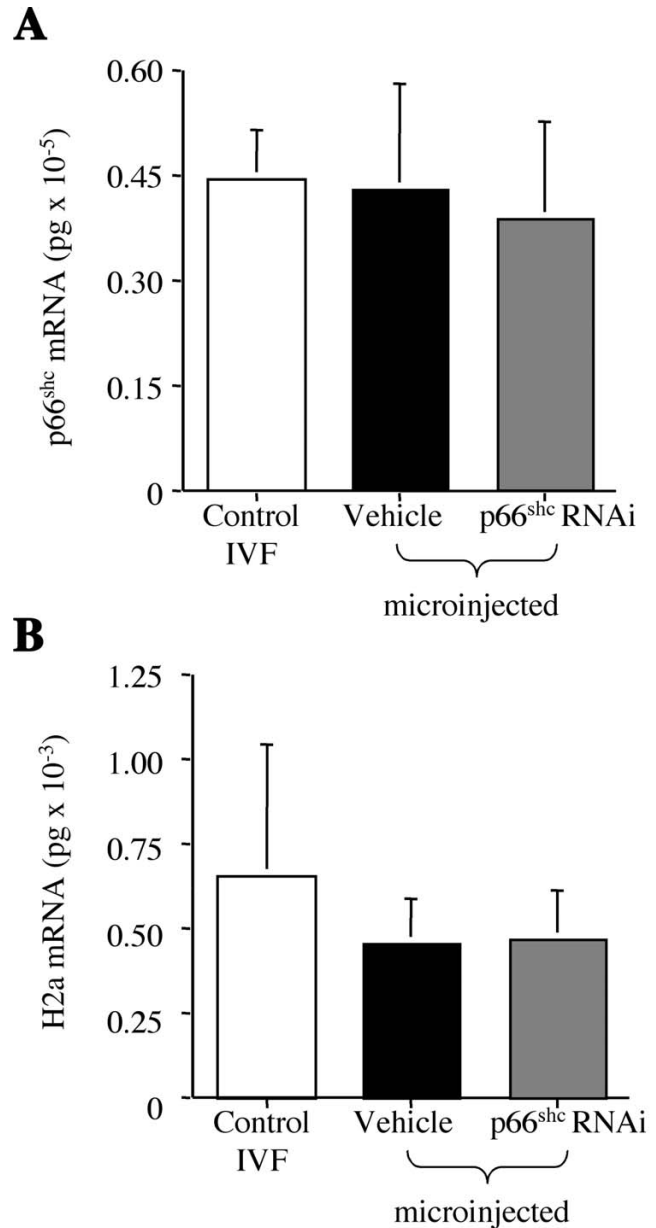 A
p66shc mRNA (pg x 10-5)
0.60
0.45
0.30
0.15
0
Control IVF
Vehicle
p66shc RNAi
microinjected
B
H2a mRNA (pg x 10-3)
1.25
1.00
0.75
0.50
0.25
0
Control IVF
Vehicle
p66shc RNAi
microinjected